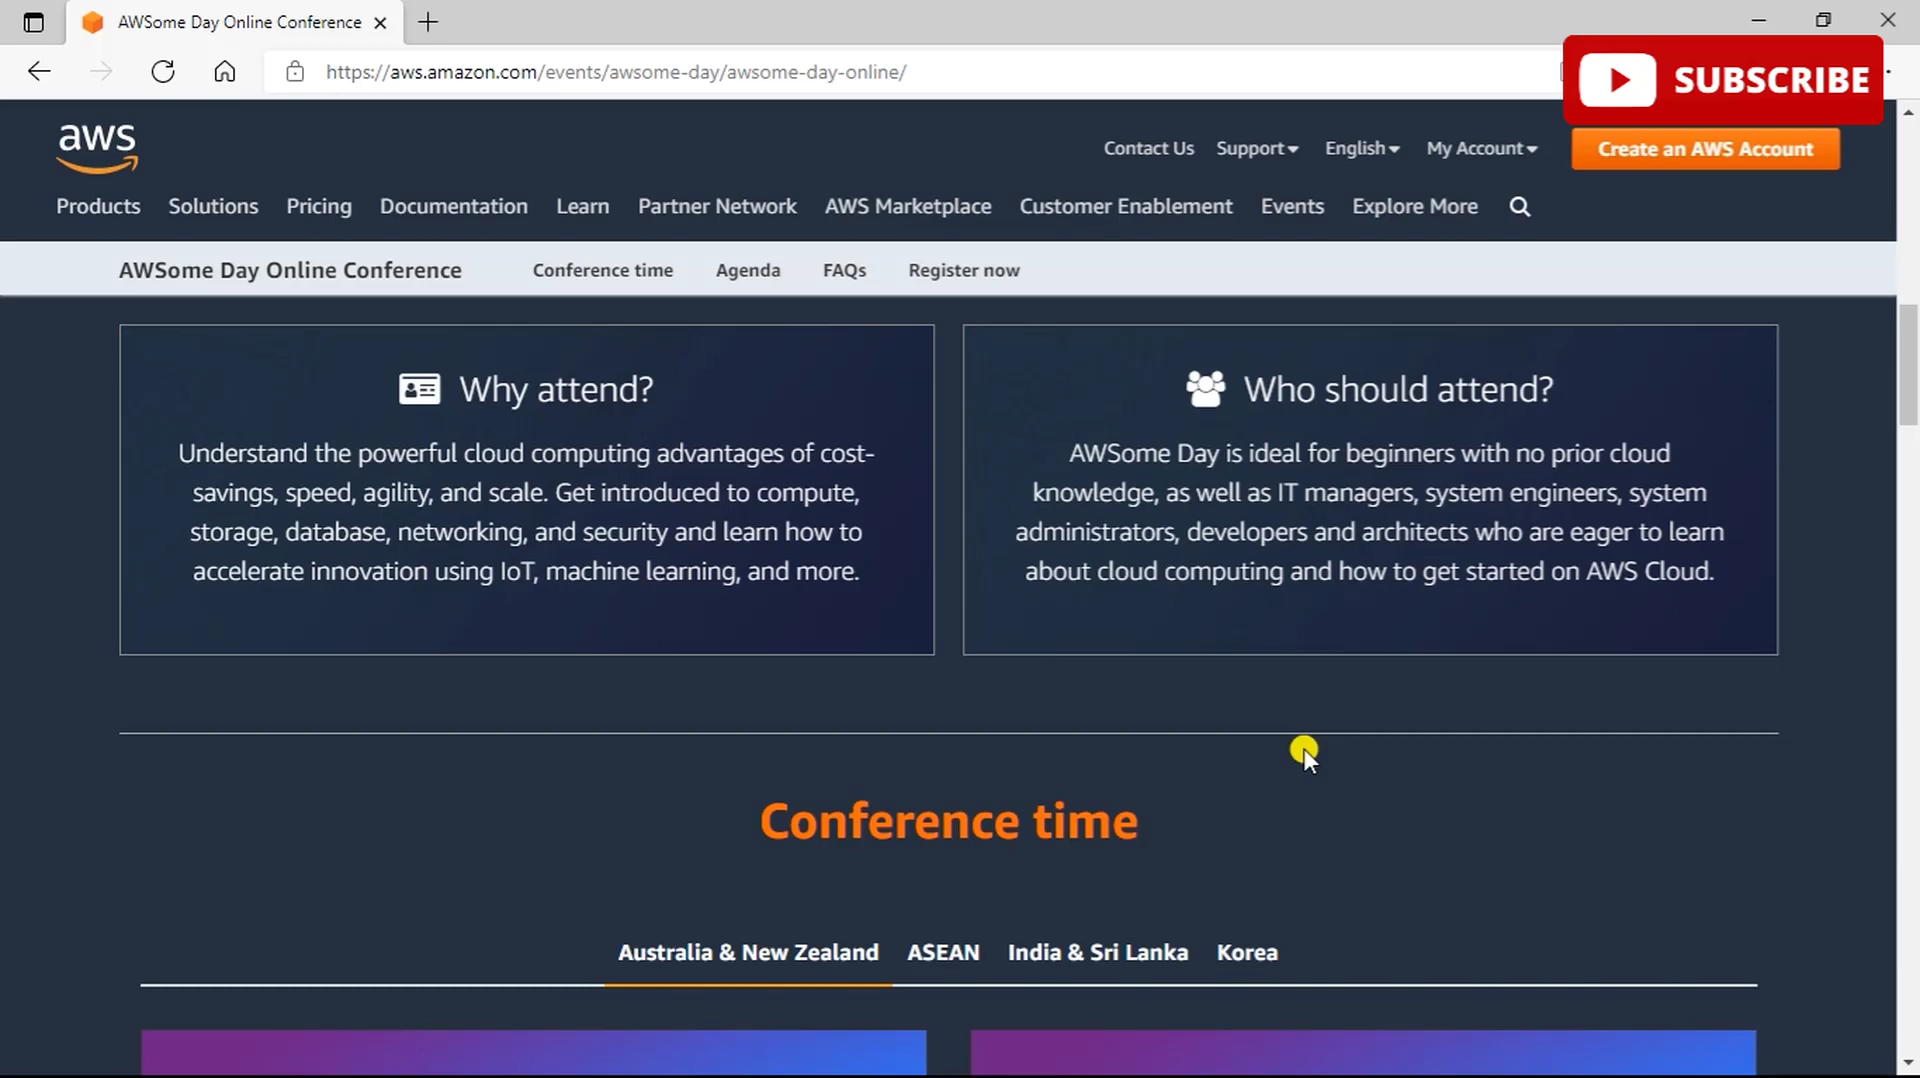 AWSome Day Online Conference
https://aws.amazon.com/events/awsome-day/awsome-day-online/
SUBSCRIBE
aws
Contact Us Support English My Account Create an AWS Account
Products Solutions Pricing Documentation Learn Partner Network AWS Marketplace Customer Enablement Events Explore More
AWSome Day Online Conference Conference time Agenda FAQs Register now
Why attend?
Understand the powerful cloud computing advantages of cost-
savings, speed, agility, and scale. Get introduced to compute,
storage, database, networking, and security and learn how to
accelerate innovation using IoT, machine learning, and more.
Who should attend?
AWSome Day is ideal for beginners with no prior cloud
knowledge, as well as IT managers, system engineers, system
administrators, developers and architects who are eager to learn
about cloud computing and how to get started on AWS Cloud.
Conference time
Australia & New Zealand ASEAN India & Sri Lanka Korea